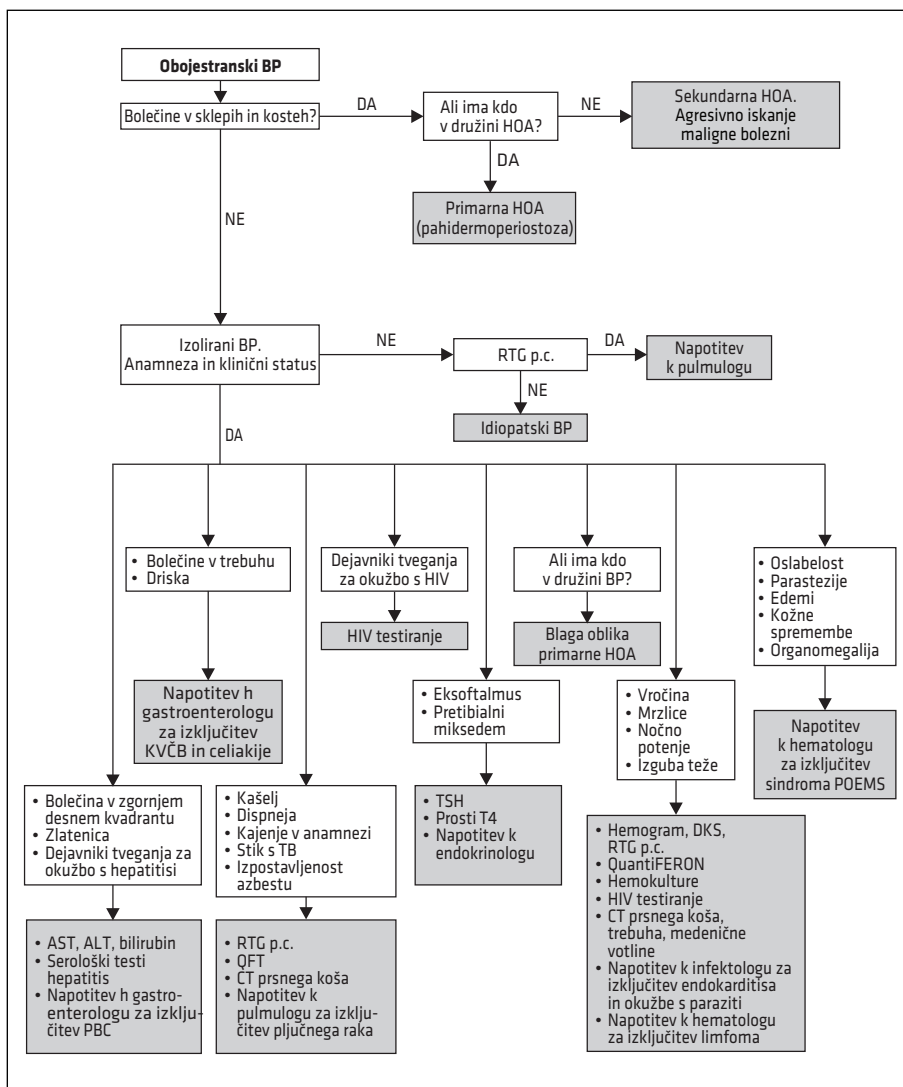 Obojestranski BP
Bolečine v sklepih in kosteh?
DA
Ali ima kdo
v družini HOA?
NE
Sekundarna HOA.
Agresivno iskanje
maligne bolezni
DA
Primarna HOA
(pahidermoperiostoza)
NE
Izolirani BP.
Anamneza in klinični status
NE
RTG p.c.
DA
Napotitev
k pulmulogu
NE
Idiopatski BP
DA
• Bolečine v trebuhu
• Driska
Dejavniki tveganja
za okužbo s HIV
Ali ima kdo
v družini BP?
• Oslabelost
• Parastezije
• Edemi
• Kožne
spremembe
• Organomegalija
HIV testiranje
Blaga oblika
primarne HOA
Napotitev h
gastroenterologu
za izključitev
KVČB in celiakije
• Eksoftalmus
• Pretibialni
miksedem
• Vročina
• Mrzlice
• Nočno
potenje
• Izguba teže
Napotitev
k hematologu
za izključitev
sindroma POEMS
• Bolečina v zgornjem
desnem kvadrantu
• Zlatenica
• Dejavniki tveganja za
okužbo s hepatitisi
• Kašelj
• Dispneja
• Kajenje v anamnezi
• Stik s TB
• Izpostavljenost
azbestu
• TSH
• Prosti T4
• Napotitev k
endokrinologu
• Hemogram, DKS,
RTG p.c.
• QuantiFERON
• Hemokulture
• HIV testiranje
• CT prsnega koša,
trebuha, medenične
votline
• Napotitev k infektologu za
izključitev endokarditisa
in okužbe s paraziti
• Napotitev k hematologu
za izključitev limfoma
• AST, ALT, bilirubin
• Serološki testi
hepatitis
• Napotitev h gastro-
enterologu za izklju-
čitev PBC
• RTG p.c.
• QFT
• CT prsnega koša
• Napotitev k
pulmulogu za izklju-
čitev pljučnega raka